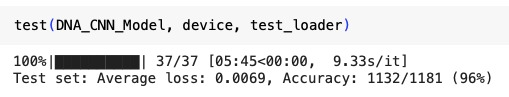 test(DNA_CNN_Model, device, test_loader)
100%|██████████| 37/37 [05:45<00:00,  9.33s/it]
Test set: Average loss: 0.0069, Accuracy: 1132/1181 (96%)